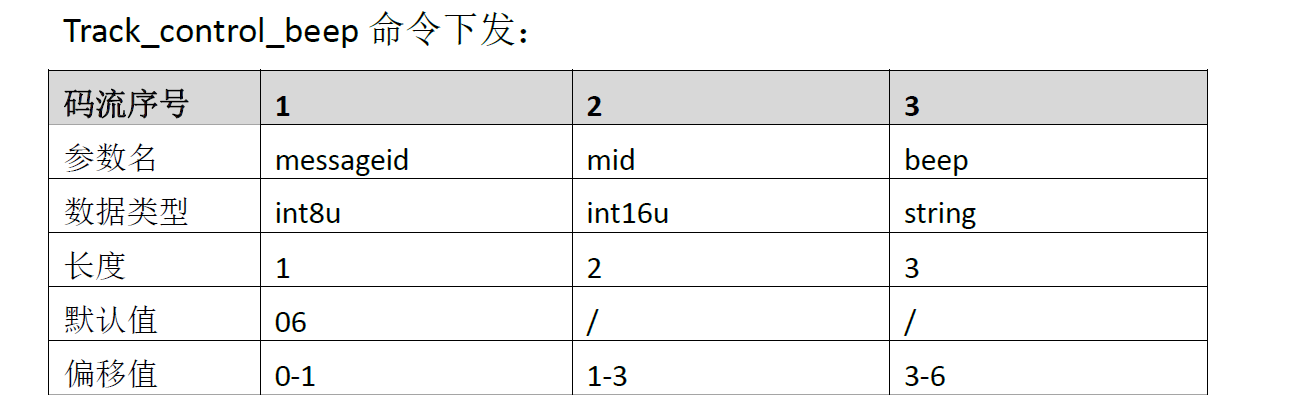 Track_control_beep 命令下发：
码流序号 1 2 3
参数名 messageid mid beep
数据类型 int8u int16u string
长度 1 2 3
默认值 06 / /
偏移值 0-1 1-3 3-6